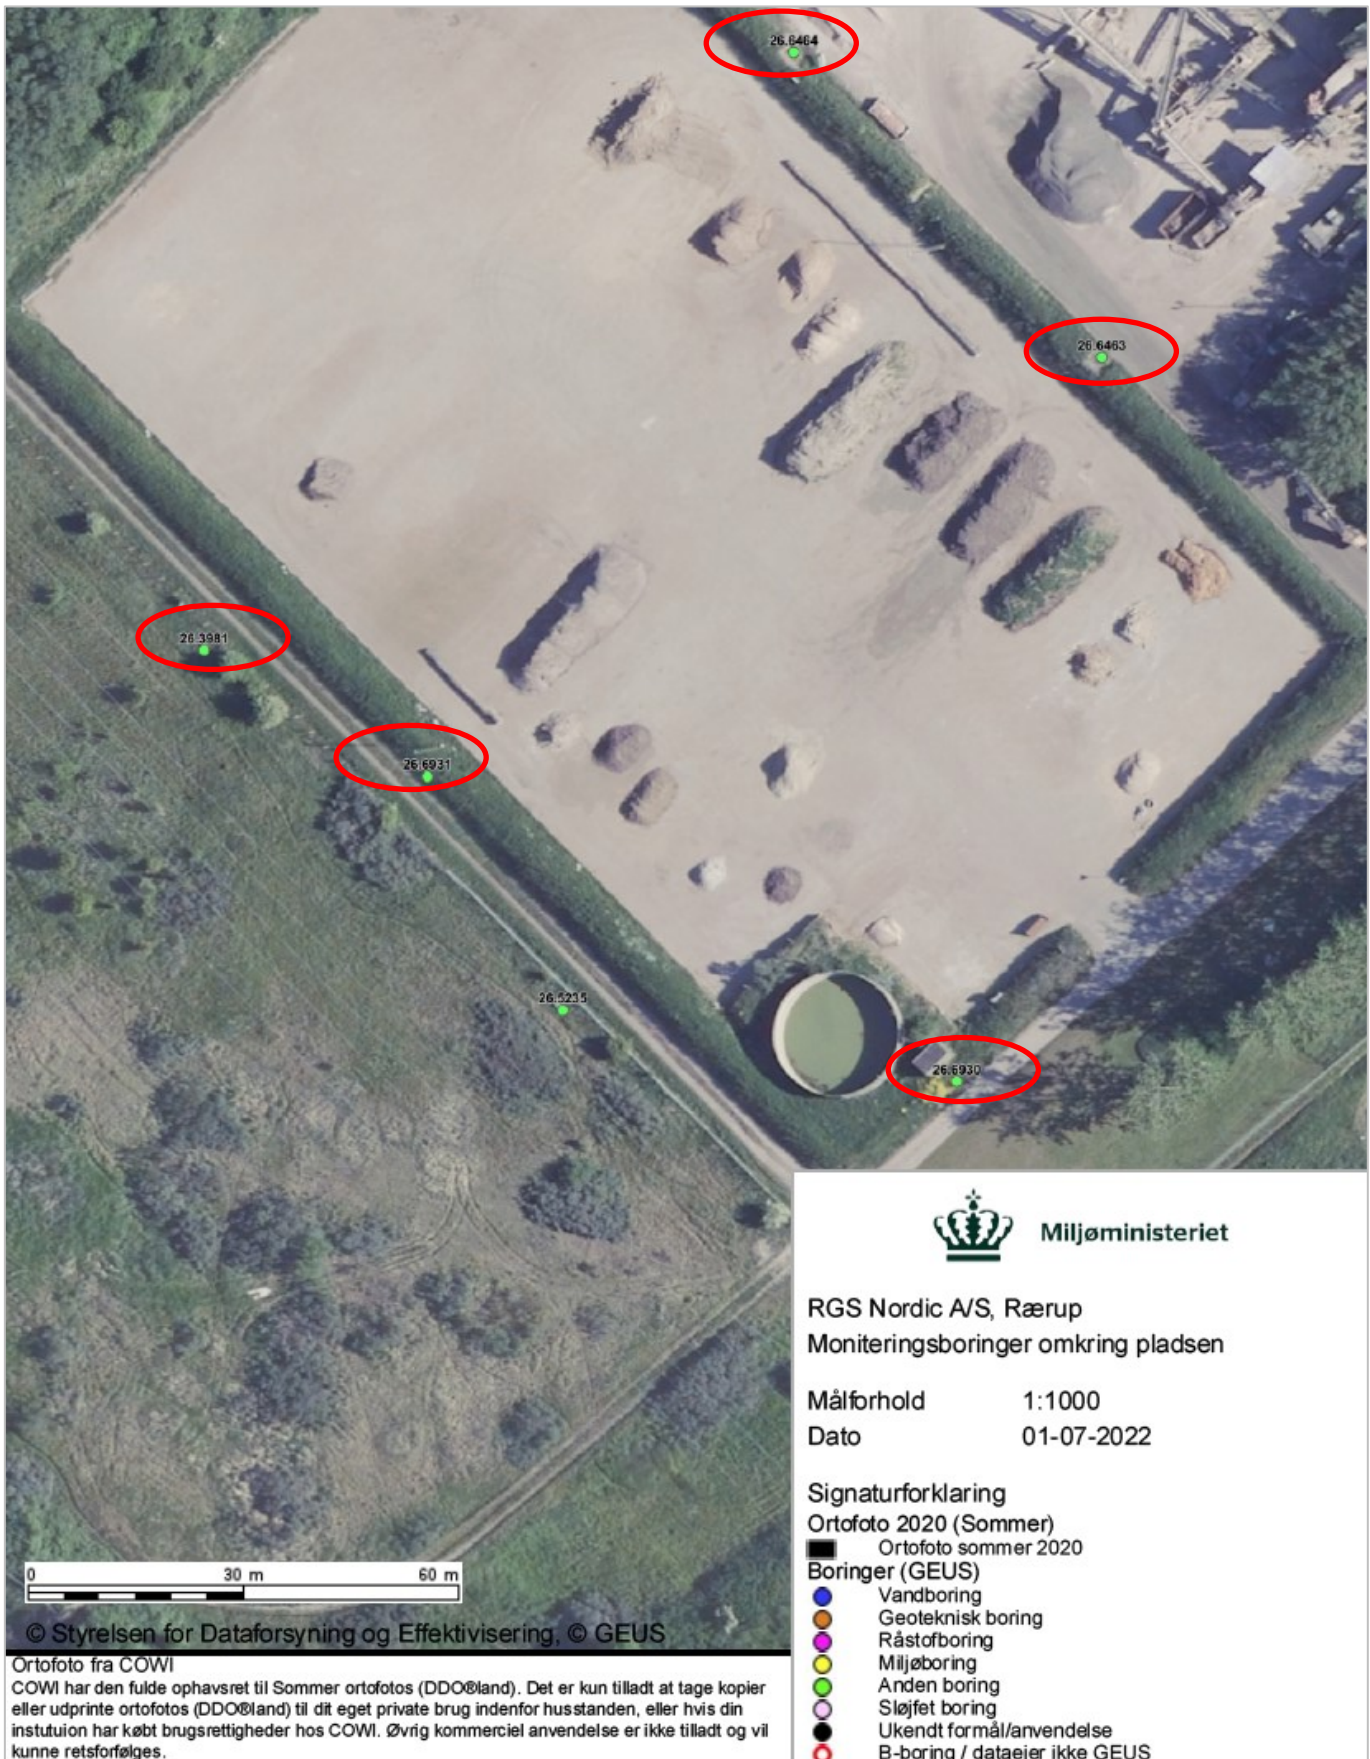 26.6464
26.6463
26.3981
26.6931
26.5235
26.6930
Miljøministeriet
RGS Nordic A/S, Rærup
Moniteringsboringer omkring pladsen
Målforhold 1:1000
Dato 01-07-2022
Signaturforklaring
Ortofoto 2020 (Sommer)
Ortofoto sommer 2020
Boringer (GEUS)
Vandboring
Geoteknisk boring
Råstofboring
Miljøboring
Anden boring
Sløjfet boring
Ukendt formål/anvendelse
B-boring / dataejer ikke GEUS
0 30 m 60 m
© Styrelsen for Dataforsyning og Effektivisering, © GEUS
Ortofoto fra COWI
COWI har den fulde ophavsret til Sommer ortofotos (DDO®land). Det er kun tilladt at tage kopier
eller udprinte ortofotos (DDO®land) til dit eget private brug indenfor husstanden, eller hvis din
instutuion har købt brugsrettigheder hos COWI. Øvrig kommerciel anvendelse er ikke tilladt og vil
kunne retsforfølges.